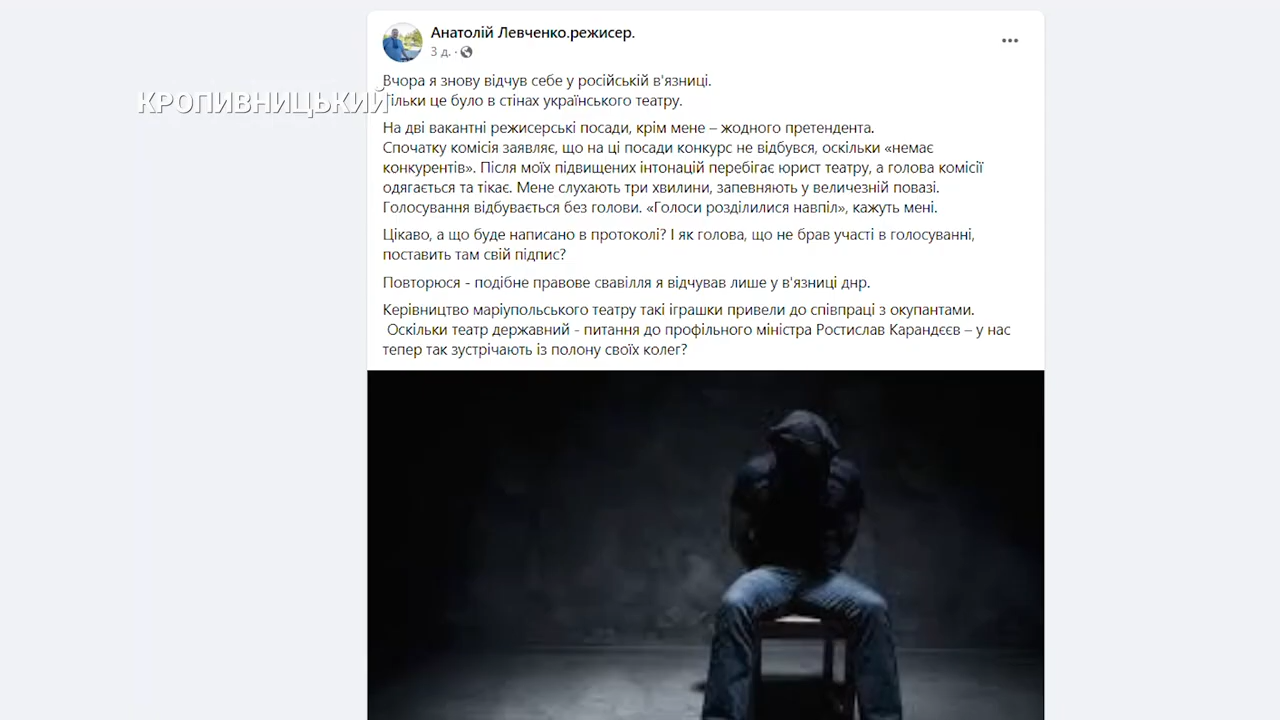 Анатолій Левченко.режисер.
3 д. ·
Вчора я знову відчув себе у російській в'язниці.
КРОПИВНИЦЬКИЙ
ільки це було в стінах українського театру.
На дві вакантні режисерські посади, крім мене – жодного претендента.
Спочатку комісія заявляє, що на ці посади конкурс не відбувся, оскільки «немає
конкурентів». Після моїх підвищених інтонацій перебігає юрист театру, а голова комісії
одягається та тікає. Мене слухають три хвилини, запевняють у величезній повазі.
Голосування відбувається без голови. «Голоси розділилися навпіл», кажуть мені.
Цікаво, а що буде написано в протоколі? І як голова, що не брав участі в голосуванні,
поставить там свій підпис?
Повторюся - подібне правове свавілля я відчував лише у в'язниці днр.
Керівництво маріупольського театру такі іграшки привели до співпраці з окупантами.
Оскільки театр державний - питання до профільного міністра Ростислав Карандєєв – у нас
тепер так зустрічають із полону своїх колег?